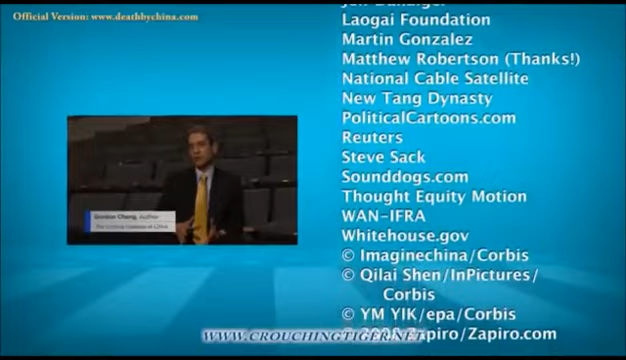 Official Version: www.deathbychina.com
Laogai Foundation
Martin Gonzalez
Matthew Robertson (Thanks!)
National Cable Satellite
New Tang Dynasty
PoliticalCartoons.com
Reuters
Steve Sack
Sounddogs.com
Thought Equity Motion
WAN-IFRA
Whitehouse.gov
© Imaginechina/Corbis
© Qilai Shen/InPictures/
Corbis
© YM YIK/epa/Corbis
Zapiro/Zapiro.com
Gordon Chang, Author
WWW.CROUCHINGTIGER.NET